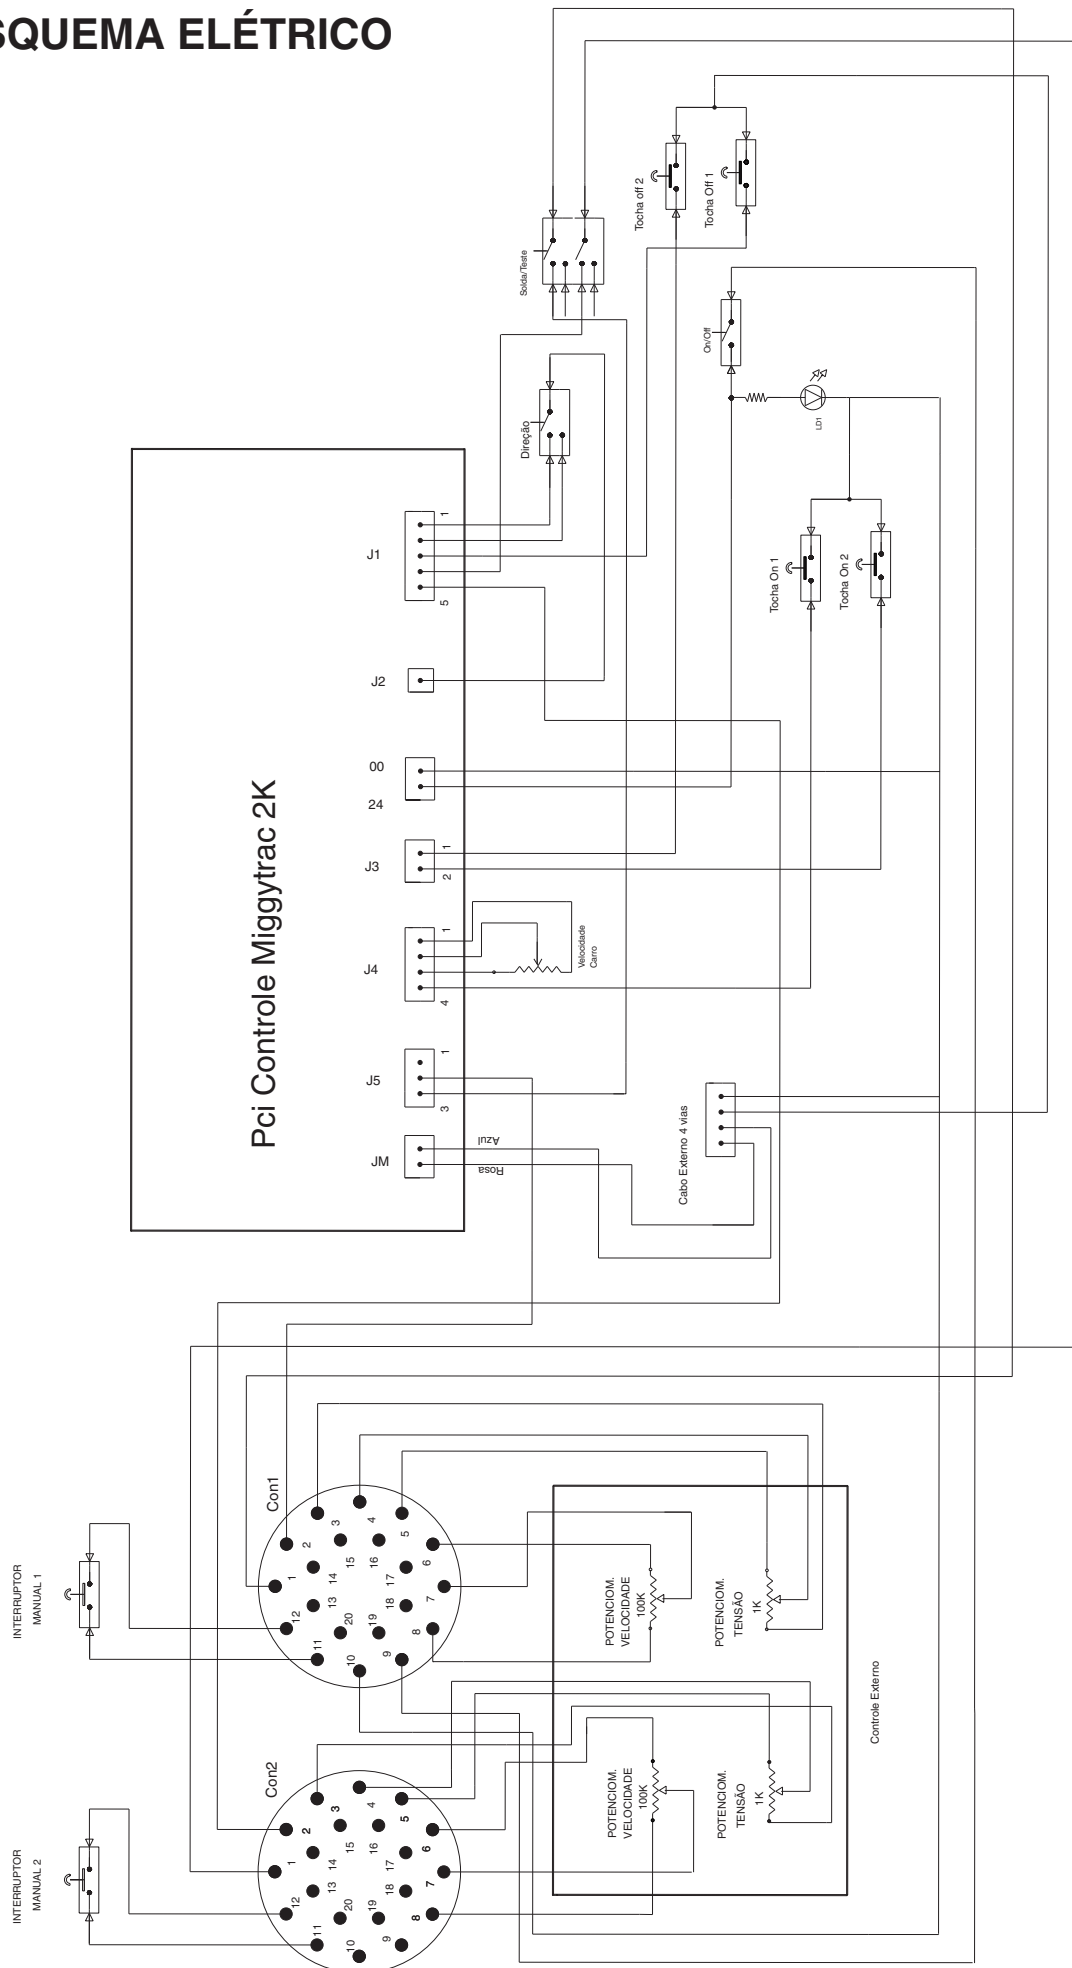 SQUEMA ELÉTRICO
Solda/Teste
Tocha off 2
Tocha Off 1
On/Off
LD1
Direção
Tocha On 1
Tocha On 2
Pci Controle Miggytrac 2K
J1
1
5
J2
00
24
J3
1
2
J4
1
4
Velocidade
Carro
J5
1
3
JM
Azul
Rosa
Cabo Externo 4 vias
INTERRUPTOR
MANUAL 1
Con1
1
2
3
4
5
6
7
8
9
10
11
12
13
14
15
16
17
18
19
20
POTENCIOM.
VELOCIDADE
100K
POTENCIOM.
TENSÃO
1K
Controle Externo
INTERRUPTOR
MANUAL 2
Con2
1
2
3
4
5
6
7
8
9
10
11
12
13
14
15
16
17
18
19
20
POTENCIOM.
VELOCIDADE
100K
POTENCIOM.
TENSÃO
1K